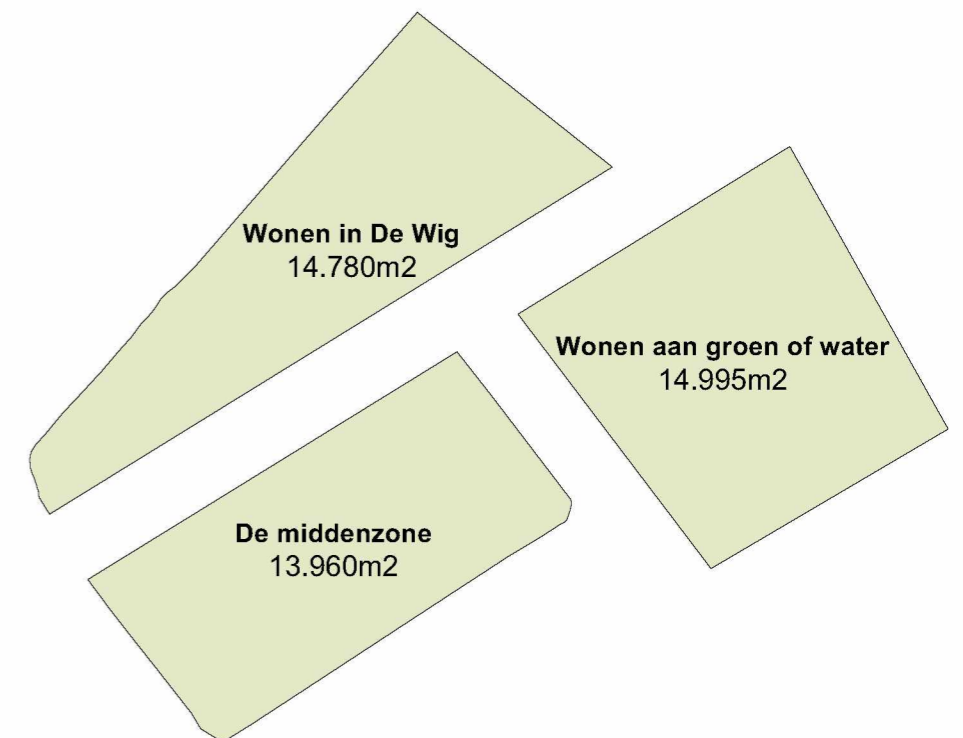 Wonen in De Wig
14.780m2
Wonen aan groen of water
14.995m2
De middenzone
13.960m2